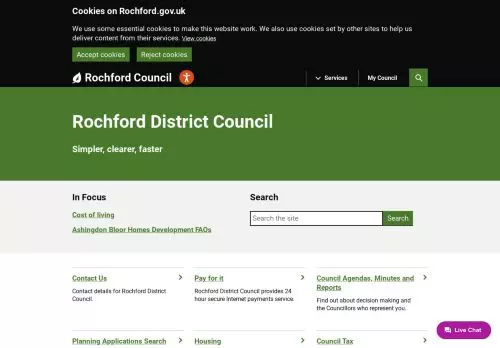 Cookies on Rochford.gov.uk
We use some essential cookies to make this website work. We also use cookies set by other sites to help us
deliver content from their services. View cookies
Accept cookies Reject cookies
Rochford Council Services My Council
Rochford District Council
Simpler, clearer, faster
In Focus
Cost of living
Ashingdon Bloor Homes Development FAQs
Search
Search the site Search
Contact Us
Contact details for Rochford District
Council.
Pay for it
Rochford District Council provides 24
hour secure Internet payments service.
Council Agendas, Minutes and
Reports
Find out about decision making and
the Councillors who represent you.
Live Chat
Planning Applications Search Housing Council Tax